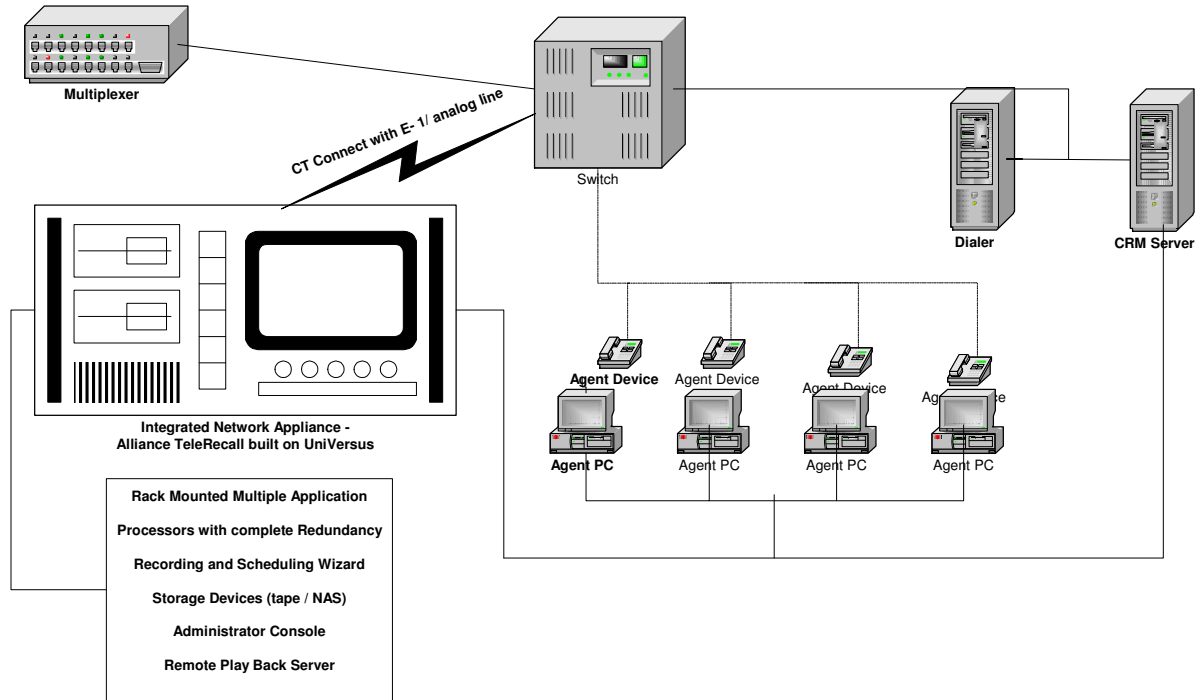 Multiplexer
CT Connect with E- 1/ analog line
Switch
Dialer
CRM Server
Agent Device
Agent Device
Agent Device
Agent Device
Agent PC
Agent PC
Agent PC
Agent PC
Integrated Network Appliance -
Alliance TeleRecall built on UniVersus
Rack Mounted Multiple Application
Processors with complete Redundancy
Recording and Scheduling Wizard
Storage Devices (tape / NAS)
Administrator Console
Remote Play Back Server